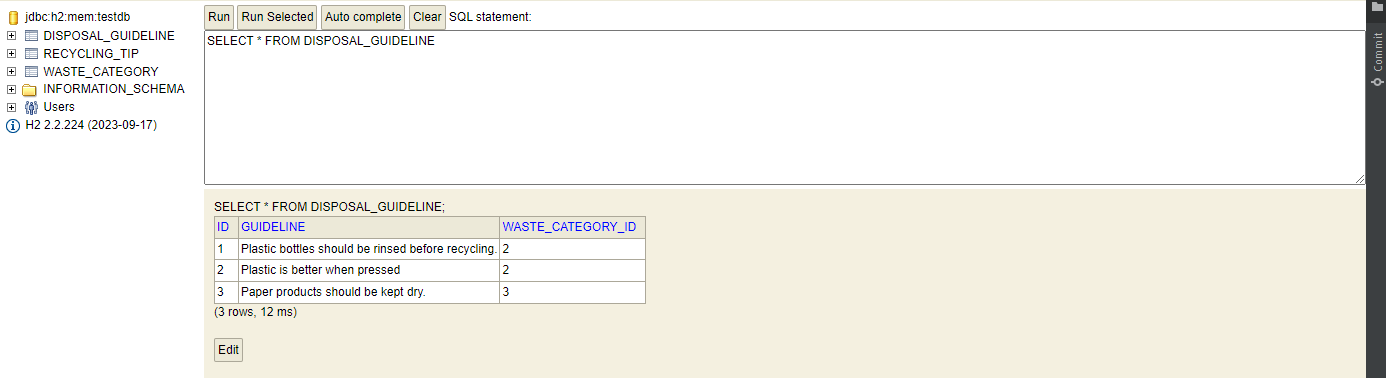 jdbc:h2:mem:testdb
DISPOSAL_GUIDELINE
RECYCLING_TIP
WASTE_CATEGORY
INFORMATION_SCHEMA
Users
H2 2.2.224 (2023-09-17)
Run Run Selected Auto complete Clear SQL statement:
SELECT * FROM DISPOSAL_GUIDELINE
SELECT * FROM DISPOSAL_GUIDELINE;
ID GUIDELINE WASTE_CATEGORY_ID
1 Plastic bottles should be rinsed before recycling. 2
2 Plastic is better when pressed 2
3 Paper products should be kept dry. 3
(3 rows, 12 ms)
Edit
Commit